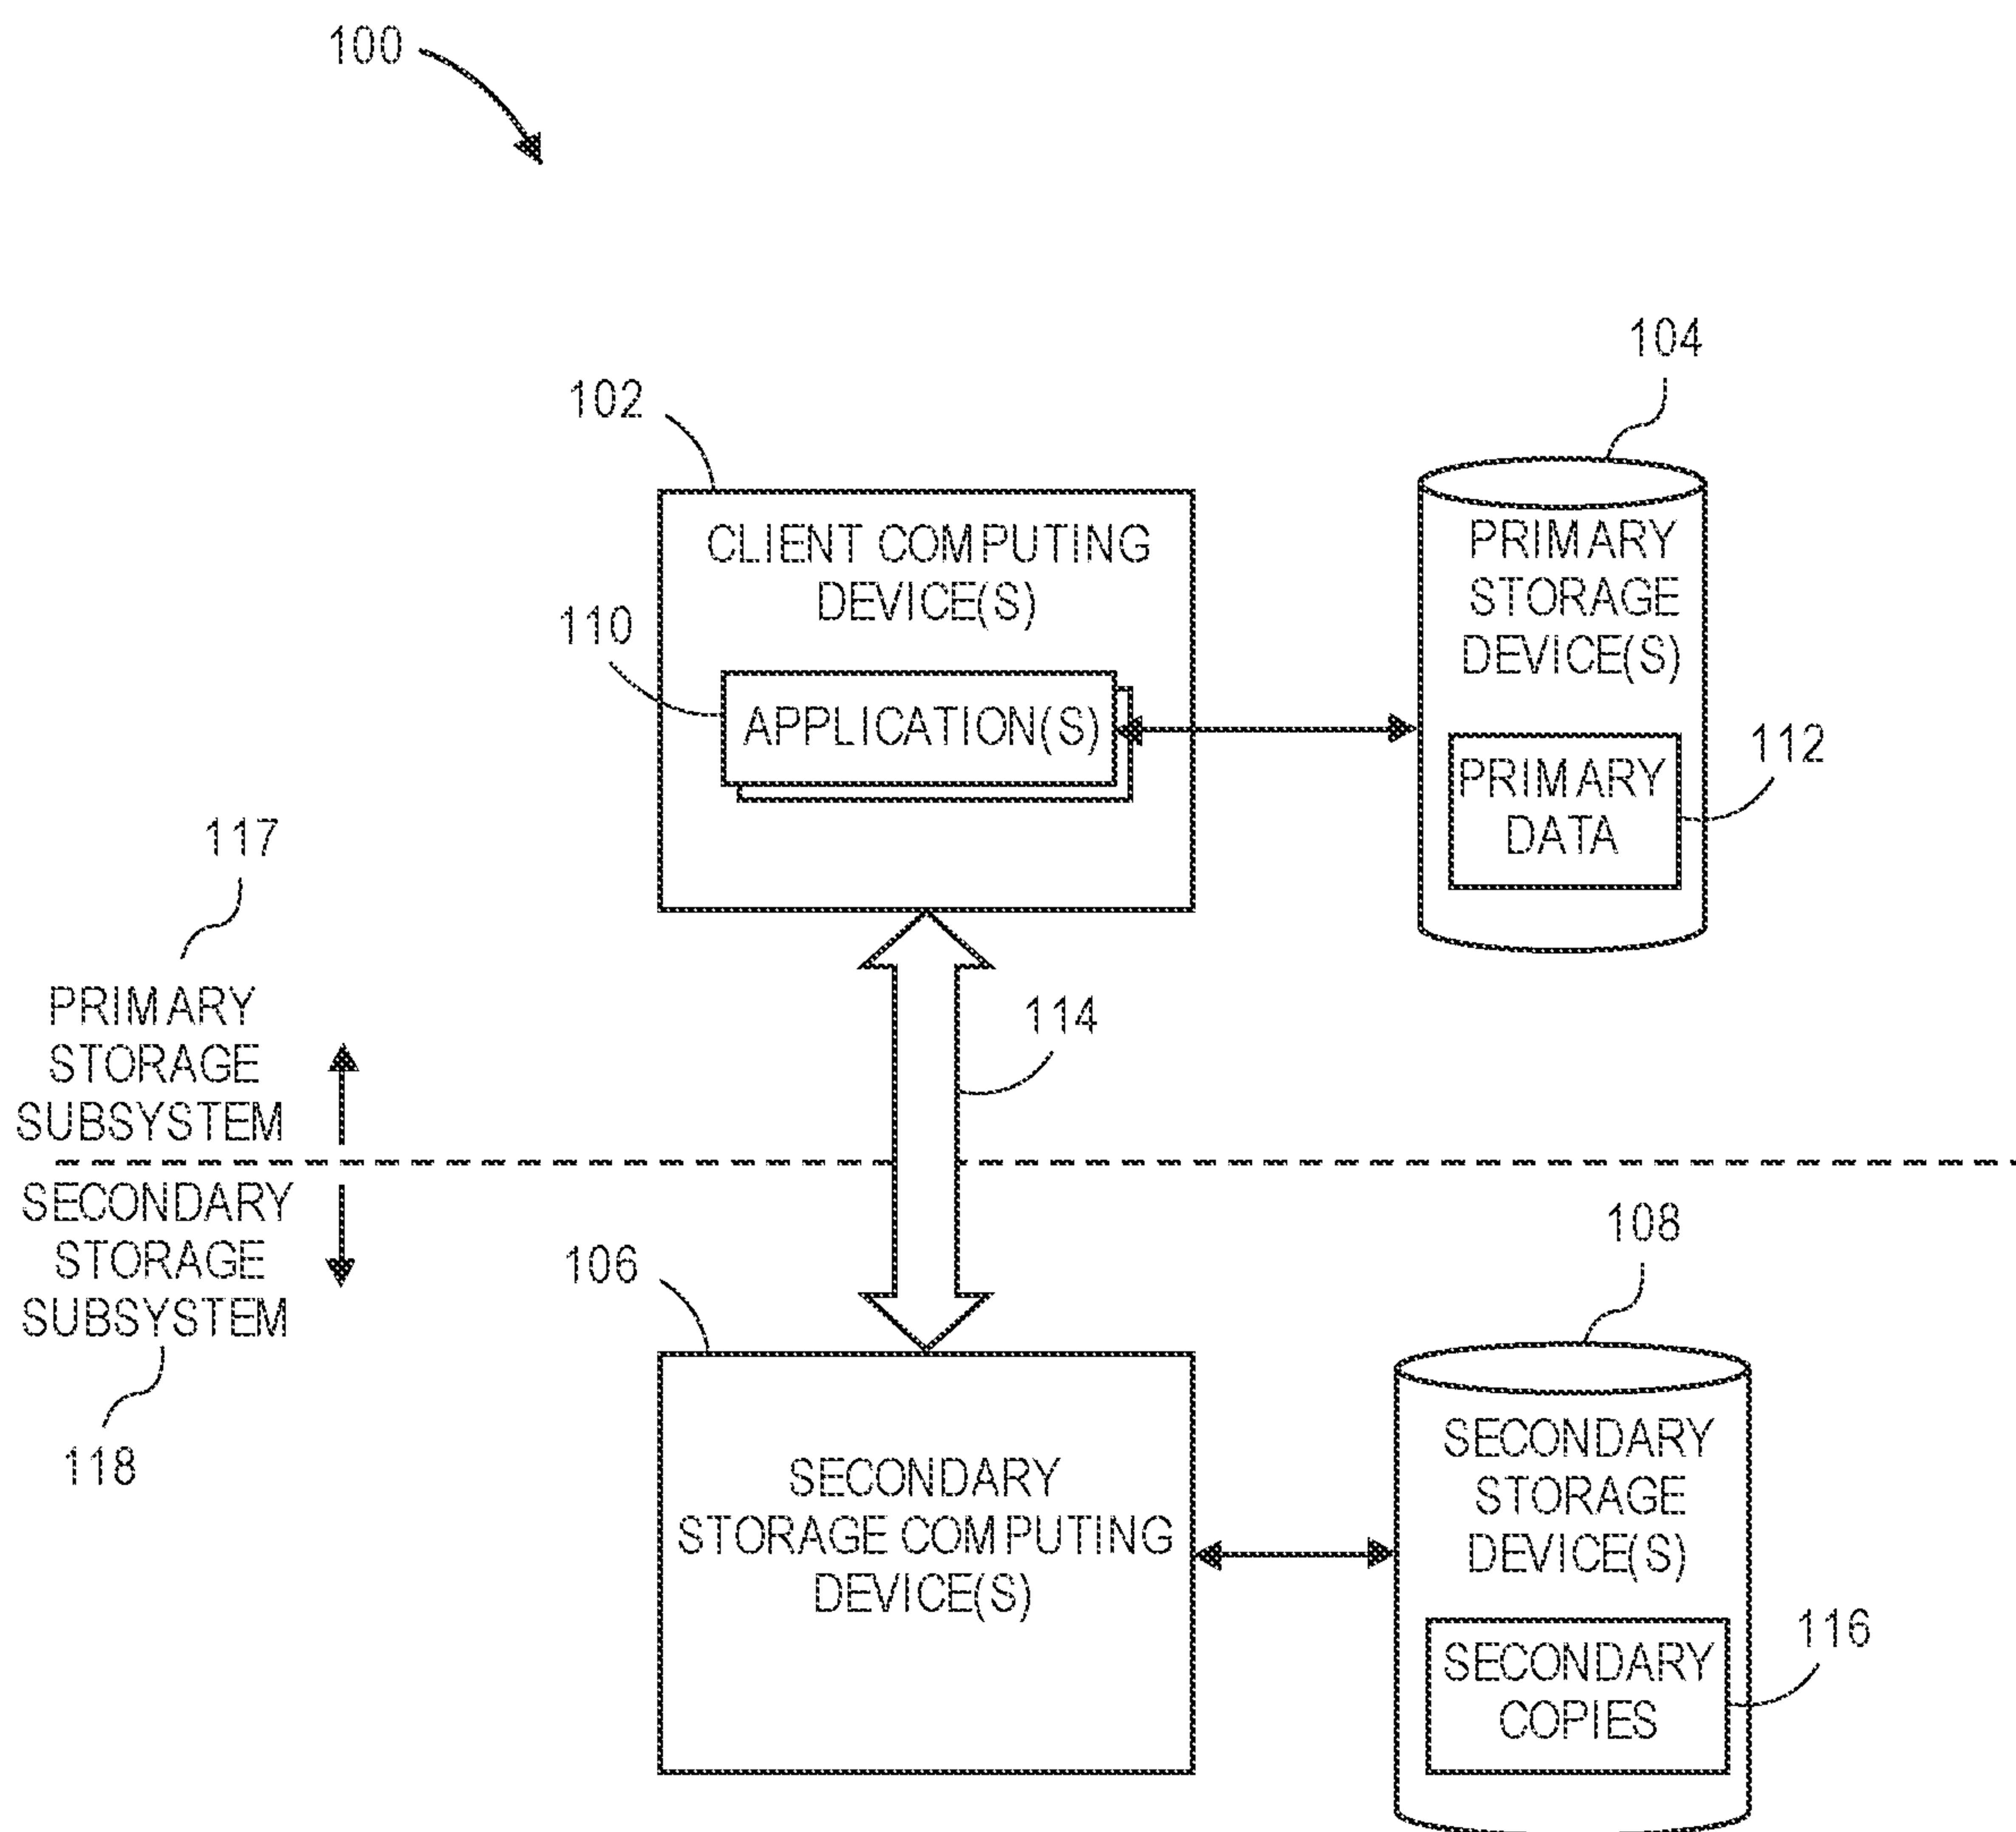 100
104
102
CLIENT COMPUTING
DEVICE(S)
PRIMARY
STORAGE
DEVICE(S)
110
APPLICATION(S)
112
PRIMARY
DATA
117
PRIMARY
STORAGE
SUBSYSTEM
114
SECONDARY
STORAGE
SUBSYSTEM
118
106
108
SECONDARY
STORAGE COMPUTING
DEVICE(S)
SECONDARY
STORAGE
DEVICE(S)
116
SECONDARY
COPIES